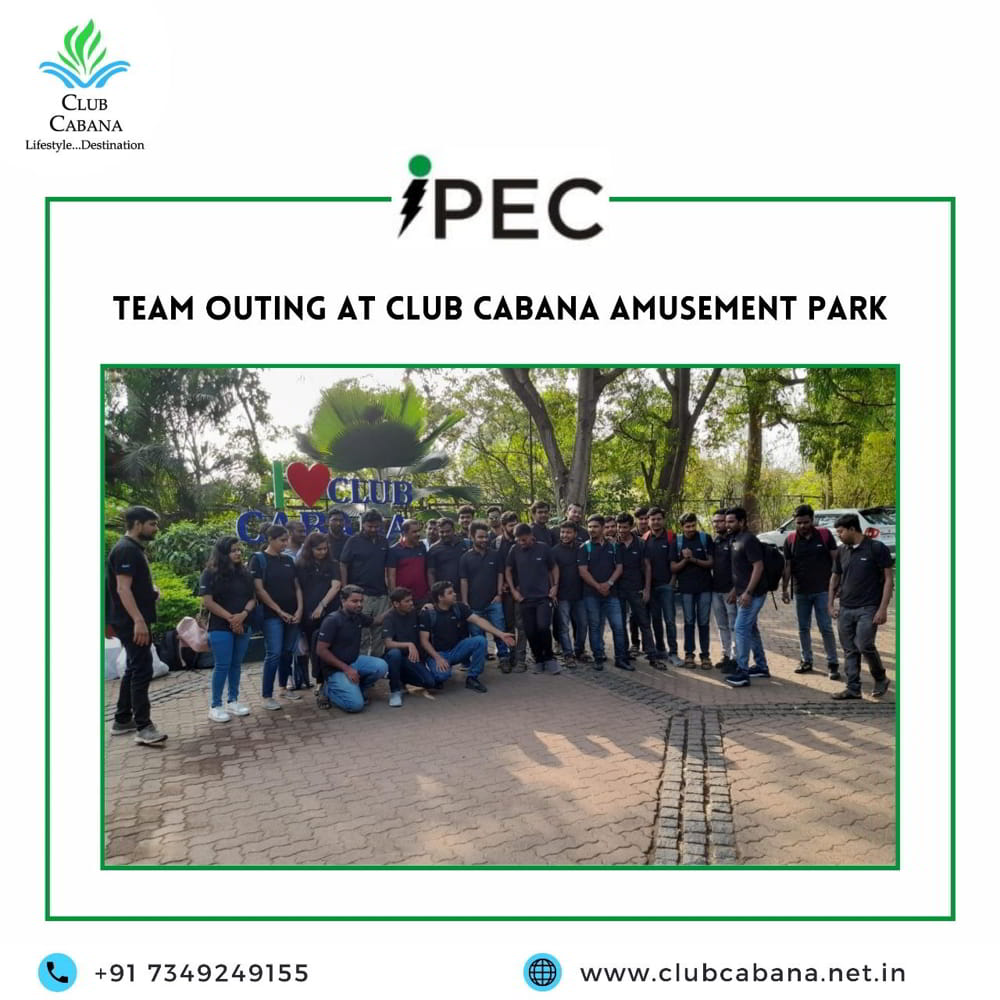 CLUB
CABANA
Lifestyle...Destination
iPEC
TEAM OUTING AT CLUB CABANA AMUSEMENT PARK
I ❤ CLUB
CABANA
+91 7349249155
www.clubcabana.net.in